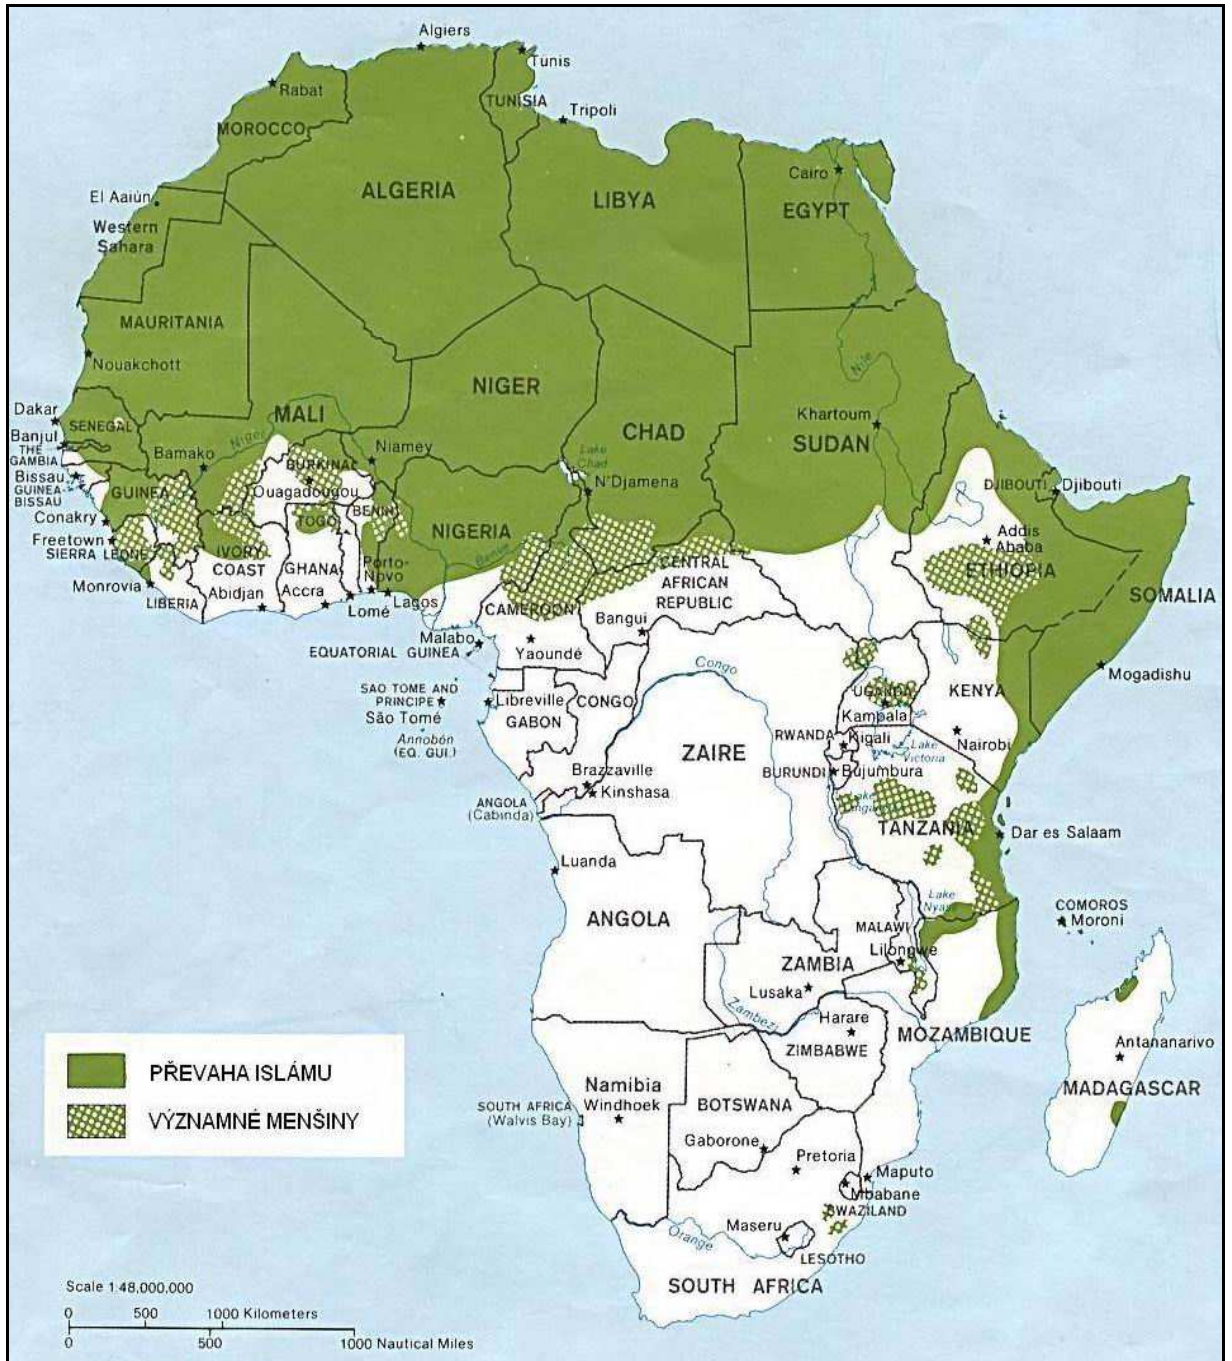 Algiers
Tunis
Rabat
TUNISIA
Tripoli
MOROCCO
Cairo
El Aaiún
ALGERIA
LIBYA
EGYPT
Western
Sahara
MAURITANIA
Nouakchott
Nile
NIGER
MALI
CHAD
Khartoum
SUDAN
Dakar
SENEGAL
Banjul
THE
GAMBIA
Niger
Bamako
Niamey
Lake
Chad
N'Djamena
BURKINA
Ouagadougou
Bissau
GUINEA-
BISSAU
GUINEA
DJIBOUTI
Djibouti
BENIN
TOGO
NIGERIA
Conakry
Freetown
SIERRA LEONE
IVORY
COAST
GHANA
Porto-
Novo
Benue
CENTRAL
AFRICAN
REPUBLIC
Addis
Ababa
ETHIOPIA
SOMALIA
Monrovia
LIBERIA
Abidjan
Accra
Lomé
Lagos
CAMEROON
Bangui
Malabo
EQUATORIAL GUINEA
Yaoundé
Congo
Mogadishu
SAO TOME AND
PRINCIPE
São Tomé
Libreville
GABON
CONGO
UGANDA
Kampala
KENYA
Annobón
(EQ. GUI.)
ZAIRE
RWANDA
Kigali
Lake
Victoria
Nairobi
BURUNDI
Bujumbura
Brazzaville
Kinshasa
ANGOLA
(Cabinda)
Lake
TANZANIA
Dar es Salaam
Luanda
ANGOLA
Lake
MALAWI
Lilongwe
COMOROS
Moroni
ZAMBIA
Lusaka
Zambezi
Harare
ZIMBABWE
MOZAMBIQUE
Antananarivo
MADAGASCAR
PŘEVAHA ISLÁMU
VÝZNAMNÉ MENŠINY
Namibia
Windhoek
SOUTH AFRICA
(Walvis Bay)
BOTSWANA
Gaborone
Pretoria
Maputo
Mbabane
SWAZILAND
Maseru
Orange
LESOTHO
SOUTH AFRICA
Scale 1:48,000,000
0 500 1000 Kilometers
0 500 1000 Nautical Miles